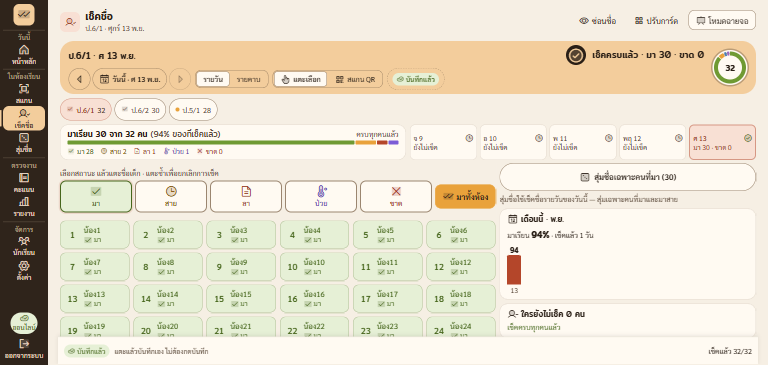 วันนี้
หน้าหลัก
ในห้องเรียน
สแกน
เช็คชื่อ
สุ่มชื่อ
ตรวจงาน
คะแนน
รายงาน
จัดการ
นักเรียน
ตั้งค่า
ออนไลน์
ออกจากระบบ
เช็คชื่อ
ป.6/1 · ศุกร์ 13 พ.ย.
ซ่อนชื่อ
ปรับการ์ด
โหมดฉายจอ
ป.6/1 · ศ 13 พ.ย.
เช็คครบแล้ว · มา 30 · ขาด 0
32
วันนี้ · ศ 13 พ.ย.
รายวัน
รายคาบ
แตะเลือก
สแกน QR
บันทึกแล้ว
ป.6/1 32
ป.6/2 30
ป.5/1 28
มาเรียน 30 จาก 32 คน (94% ของที่เช็คแล้ว)
ครบทุกคนแล้ว
มา 28
สาย 2
ลา 1
ป่วย 1
ขาด 0
จ 9
ยังไม่เช็ค
อ 10
ยังไม่เช็ค
พ 11
ยังไม่เช็ค
พฤ 12
ยังไม่เช็ค
ศ 13
มา 30 · ขาด 0
เลือกสถานะ แล้วแตะชื่อเด็ก · แตะซ้ำเพื่อยกเลิกการเช็ค
มา
สาย
ลา
ป่วย
ขาด
มาทั้งห้อง
1 น้อง1 มา
2 น้อง2 มา
3 น้อง3 มา
4 น้อง4 มา
5 น้อง5 มา
6 น้อง6 มา
7 น้อง7 มา
8 น้อง8 มา
9 น้อง9 มา
10 น้อง10 มา
11 น้อง11 มา
12 น้อง12 มา
13 น้อง13 มา
14 น้อง14 มา
15 น้อง15 มา
16 น้อง16 มา
17 น้อง17 มา
18 น้อง18 มา
19 น้อง19 มา
20 น้อง20 มา
21 น้อง21 มา
22 น้อง22 มา
23 น้อง23 มา
24 น้อง24 มา
สุ่มชื่อเฉพาะคนที่มา (30)
สุ่มชื่อใช้เช็คชื่อรายวันของวันนี้ — สุ่มเฉพาะคนที่มาและมาสาย
เดือนนี้ · พ.ย.
มาเรียน 94% · เช็คแล้ว 1 วัน
94
13
ใครยังไม่เช็ค 0 คน
เช็คครบทุกคนแล้ว
บันทึกแล้ว
แตะแล้วบันทึกเอง ไม่ต้องกดบันทึก
เช็คแล้ว 32/32